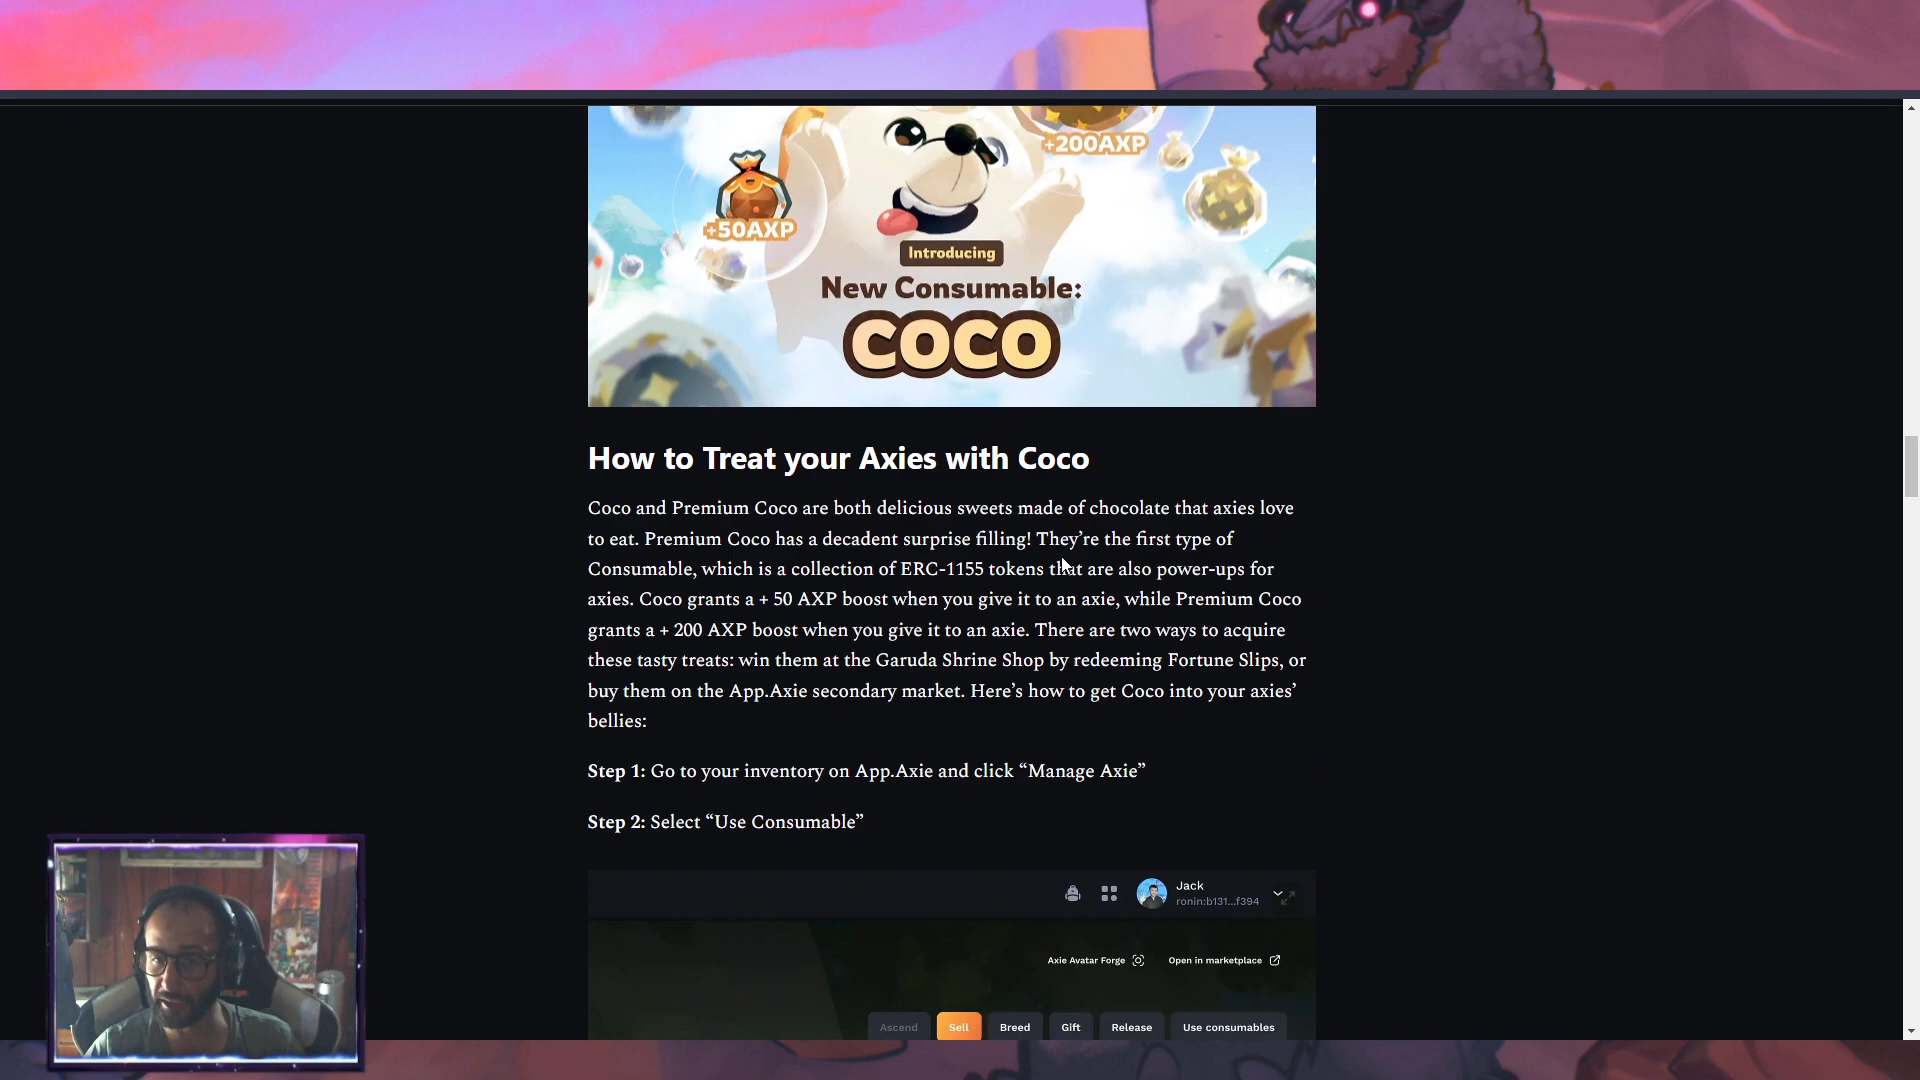 +200AXP
+50AXP
Introducing
New Consumable:
COCO
How to Treat your Axies with Coco
Coco and Premium Coco are both delicious sweets made of chocolate that axies love
to eat. Premium Coco has a decadent surprise filling! They’re the first type of
Consumable, which is a collection of ERC-1155 tokens that are also power-ups for
axies. Coco grants a + 50 AXP boost when you give it to an axie, while Premium Coco
grants a + 200 AXP boost when you give it to an axie. There are two ways to acquire
these tasty treats: win them at the Garuda Shrine Shop by redeeming Fortune Slips, or
buy them on the App.Axie secondary market. Here’s how to get Coco into your axies’
bellies:
Step 1: Go to your inventory on App.Axie and click “Manage Axie”
Step 2: Select “Use Consumable”
Jack
ronin:b131...f394
Axie Avatar Forge
Open in marketplace
Ascend
Sell
Breed
Gift
Release
Use consumables